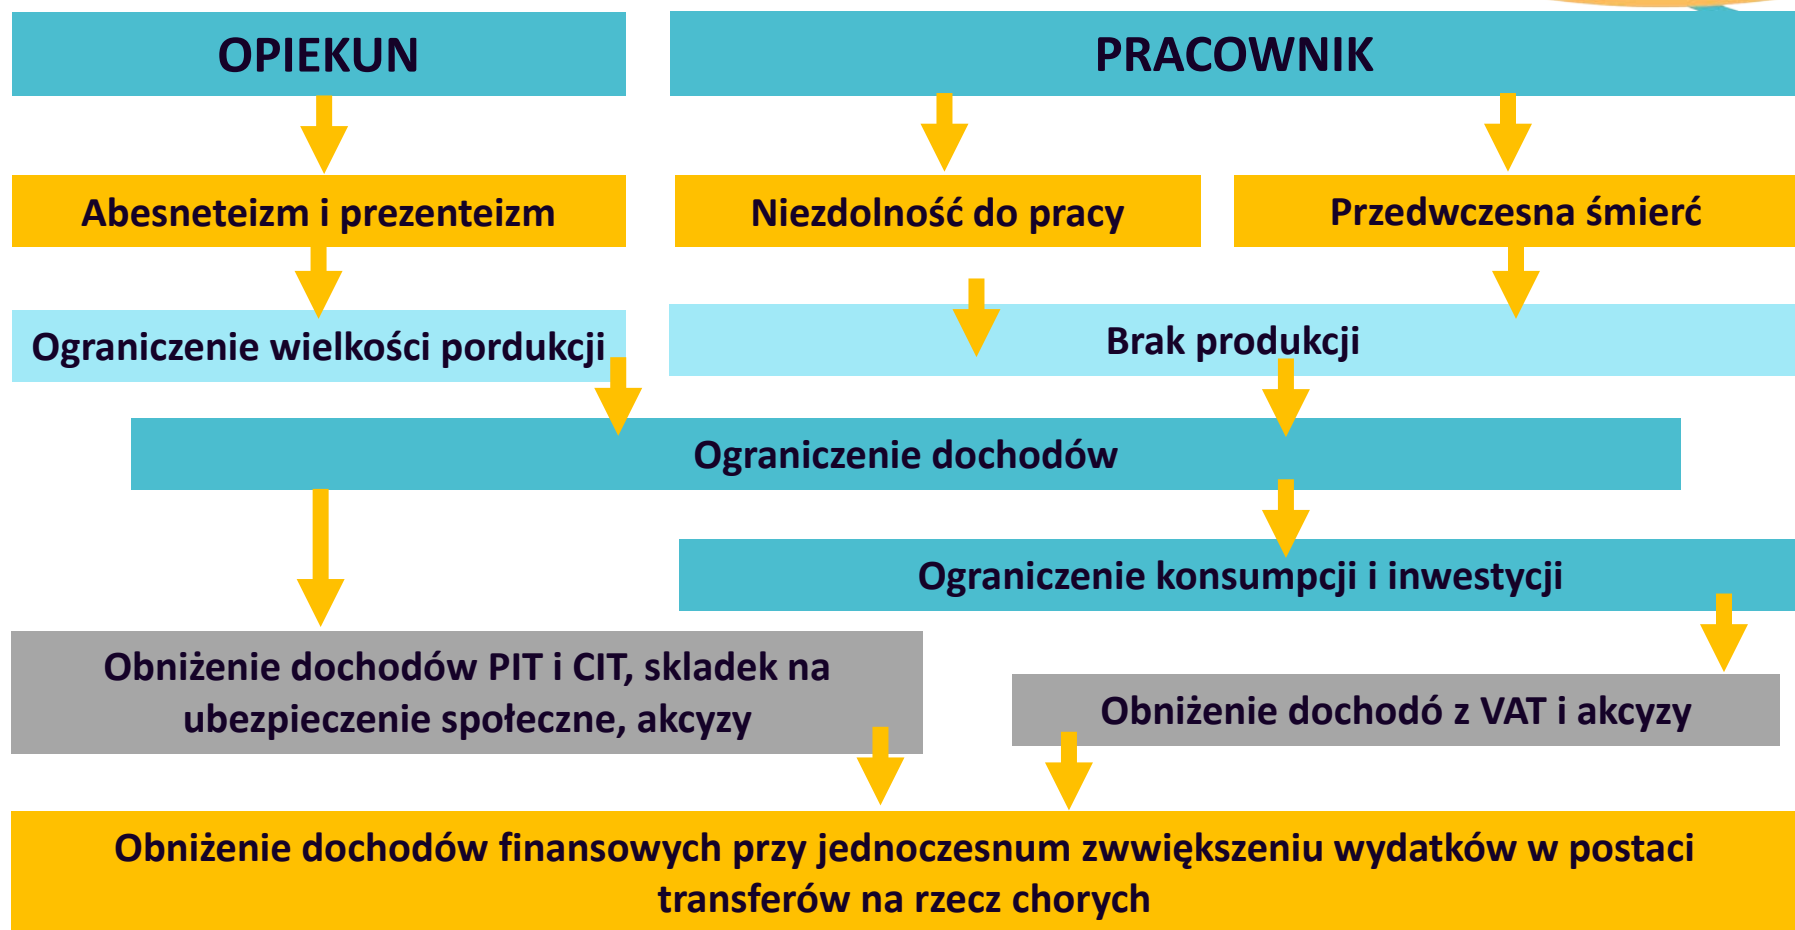 OPIEKUN
PRACOWNIK
Abesneteizm i prezenteizm
Niezdolność do pracy
Przedwczesna śmierć
Ograniczenie wielkości pordukcji
Brak produkcji
Ograniczenie dochodów
Ograniczenie konsumpcji i inwestycji
Obniżenie dochodów PIT i CIT, skladek na
ubezpieczenie społeczne, akcyzy
Obniżenie dochodó z VAT i akcyzy
Obniżenie dochodów finansowych przy jednoczesnum zwwiększeniu wydatków w postaci
transferów na rzecz chorych